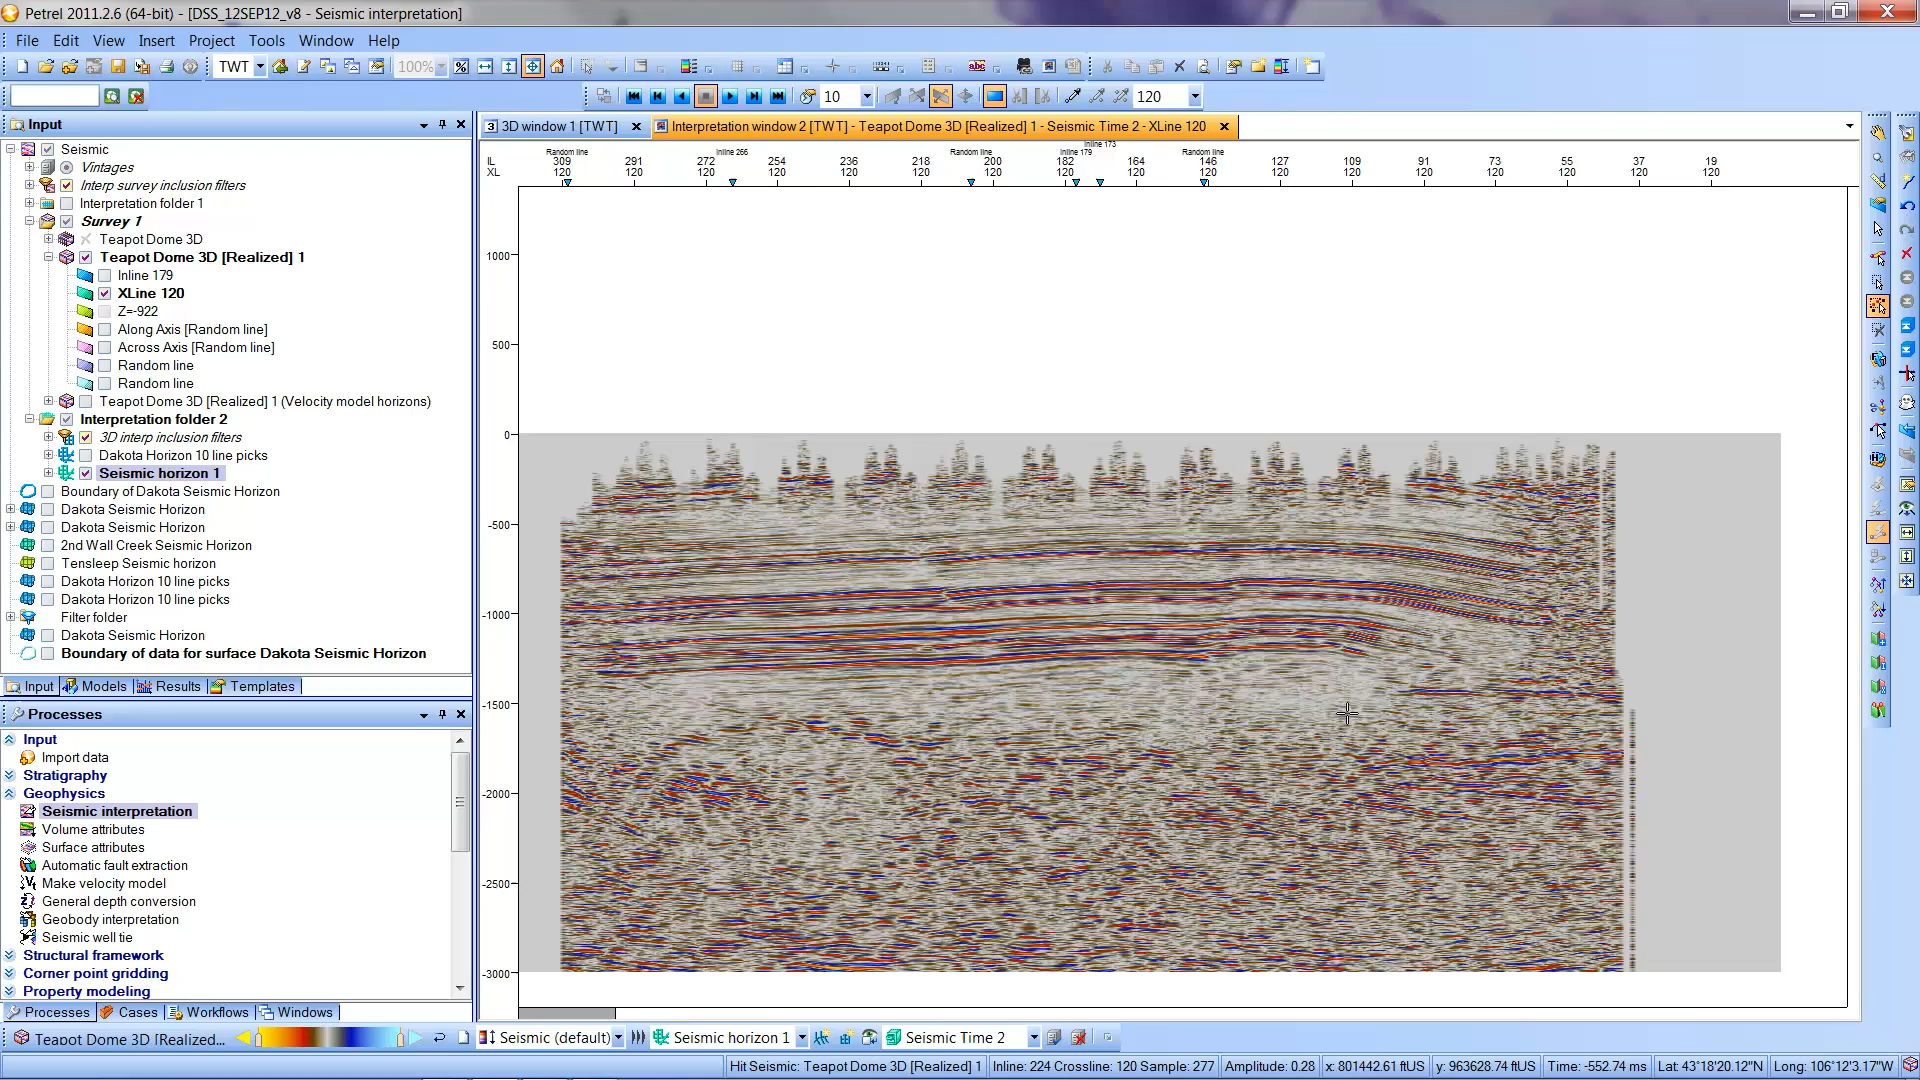 Petrel 2011.2.6 (64-bit) - [DSS_12SEP12_v8 - Seismic interpretation]
File Edit View Insert Project Tools Window Help
TWT 100% abc
10 120
Input
Seismic
Vintages
Interp survey inclusion filters
Interpretation folder 1
Survey 1
Teapot Dome 3D
Teapot Dome 3D [Realized] 1
Inline 179
XLine 120
Z=-922
Along Axis [Random line]
Across Axis [Random line]
Random line
Random line
Teapot Dome 3D [Realized] 1 (Velocity model horizons)
Interpretation folder 2
3D interp inclusion filters
Dakota Horizon 10 line picks
Seismic horizon 1
Boundary of Dakota Seismic Horizon
Dakota Seismic Horizon
Dakota Seismic Horizon
2nd Wall Creek Seismic Horizon
Tensleep Seismic horizon
Dakota Horizon 10 line picks
Dakota Horizon 10 line picks
Filter folder
Dakota Seismic Horizon
Boundary of data for surface Dakota Seismic Horizon
Input Models Results Templates
Processes
Input
Import data
Stratigraphy
Geophysics
Seismic interpretation
Volume attributes
Surface attributes
Automatic fault extraction
Make velocity model
General depth conversion
Geobody interpretation
Seismic well tie
Structural framework
Corner point gridding
Property modeling
Processes Cases Workflows Windows
3D window 1 [TWT] Interpretation window 2 [TWT] - Teapot Dome 3D [Realized] 1 - Seismic Time 2 - XLine 120
Random line Inline 266 Random line Inline 179 Inline 173 Random line
IL 309 291 272 254 236 218 200 182 164 146 127 109 91 73 55 37 19
XL 120 120 120 120 120 120 120 120 120 120 120 120 120 120 120 120 120
1000
500
0
-500
-1000
-1500
-2000
-2500
-3000
Teapot Dome 3D [Realized... Seismic (default) Seismic horizon 1 Seismic Time 2
Hit Seismic: Teapot Dome 3D [Realized] 1 Inline: 224 Crossline: 120 Sample: 277 Amplitude: 0.28 x: 801442.61 ftUS y: 963628.74 ftUS Time: -552.74 ms Lat: 43°18'20.12"N Long: 106°12'3.17"W